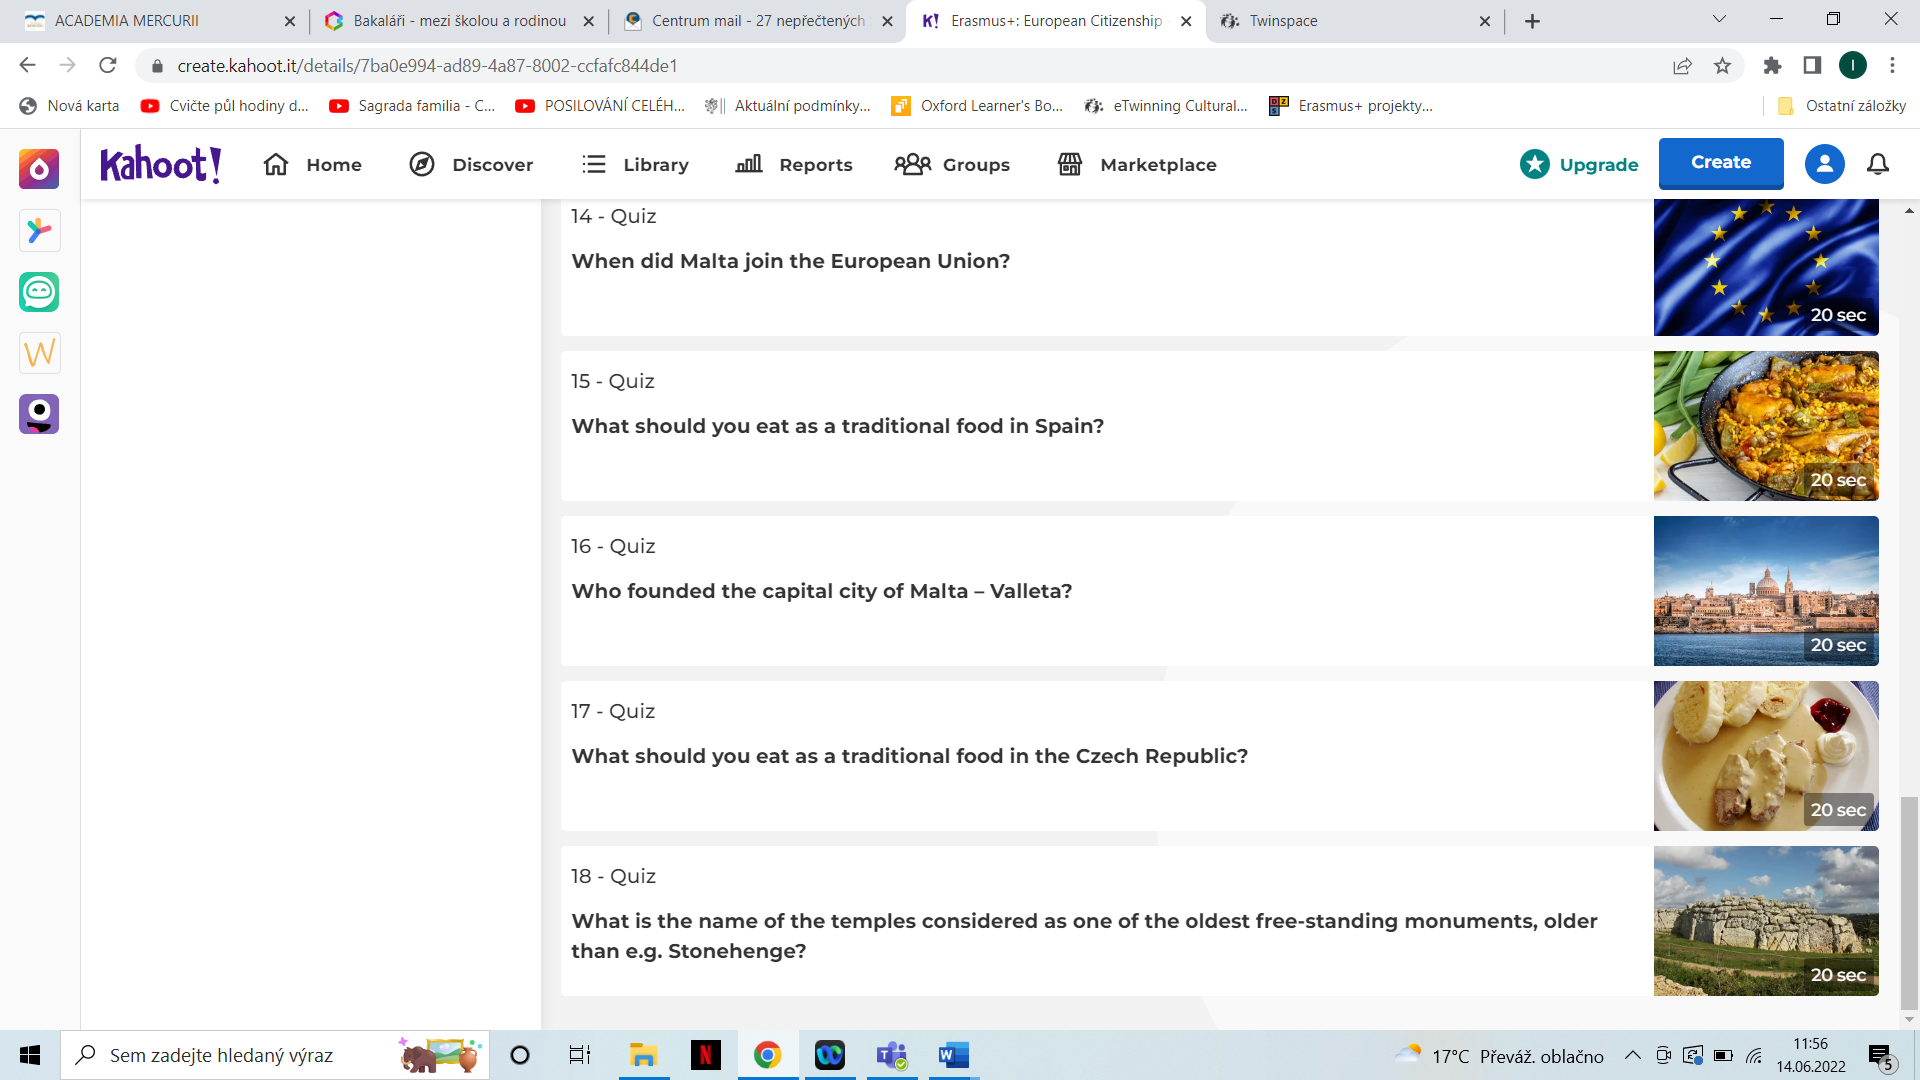 ACADEMIA MERCURII
Bakaláři - mezi školou a rodinou
Centrum mail - 27 nepřečtených
K! Erasmus+: European Citizenship
Twinspace
create.kahoot.it/details/7ba0e994-ad89-4a87-8002-ccfafc844de1
I
Nová karta
Cvičte půl hodiny d...
Sagrada familia - C...
POSILOVÁNÍ CELÉH...
Aktuální podmínky...
Oxford Learner's Bo...
eTwinning Cultural...
Erasmus+ projekty...
Ostatní záložky
Kahoot!
Home
Discover
Library
Reports
Groups
Marketplace
Upgrade
Create
14 - Quiz
When did Malta join the European Union?
20 sec
15 - Quiz
What should you eat as a traditional food in Spain?
20 sec
16 - Quiz
Who founded the capital city of Malta – Valleta?
20 sec
17 - Quiz
What should you eat as a traditional food in the Czech Republic?
20 sec
18 - Quiz
What is the name of the temples considered as one of the oldest free-standing monuments, older
than e.g. Stonehenge?
20 sec
Sem zadejte hledaný výraz
17°C Převáž. oblačno
11:56
14.06.2022
5